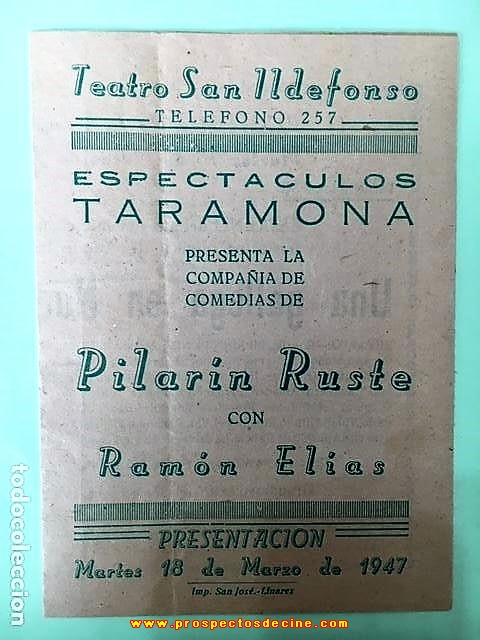 Teatro San Ildefonso
TELEFONO 257
ESPECTACULOS
TARAMONA
PRESENTA LA
COMPAÑIA DE
COMEDIAS DE
Pilarín Ruste
CON
Ramón Elías
PRESENTACION
Martes 18 de Marzo de 1947
Imp. San José.-Linares
todocoleccion
www.prospectosdecine.com